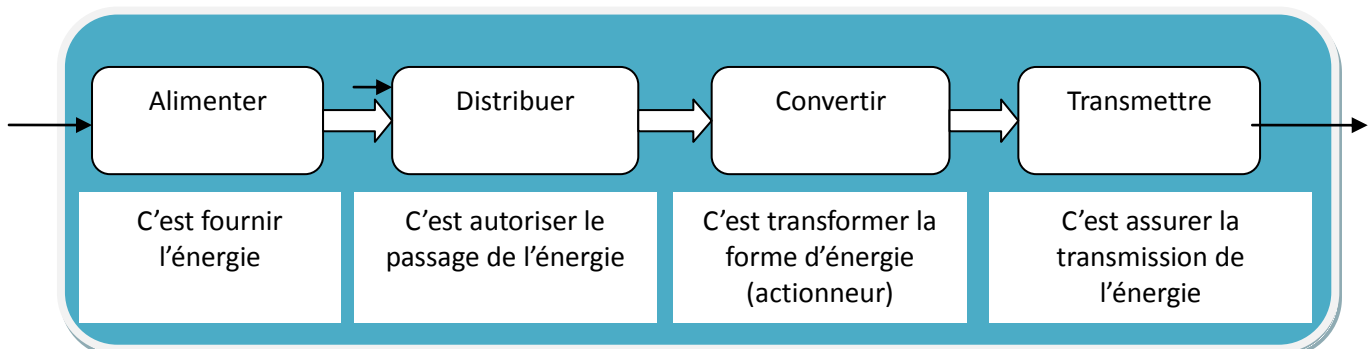 Alimenter
Distribuer
Convertir
Transmettre
C’est fournir
l’énergie
C’est autoriser le
passage de l’énergie
C’est transformer la
forme d’énergie
(actionneur)
C’est assurer la
transmission de
l’énergie